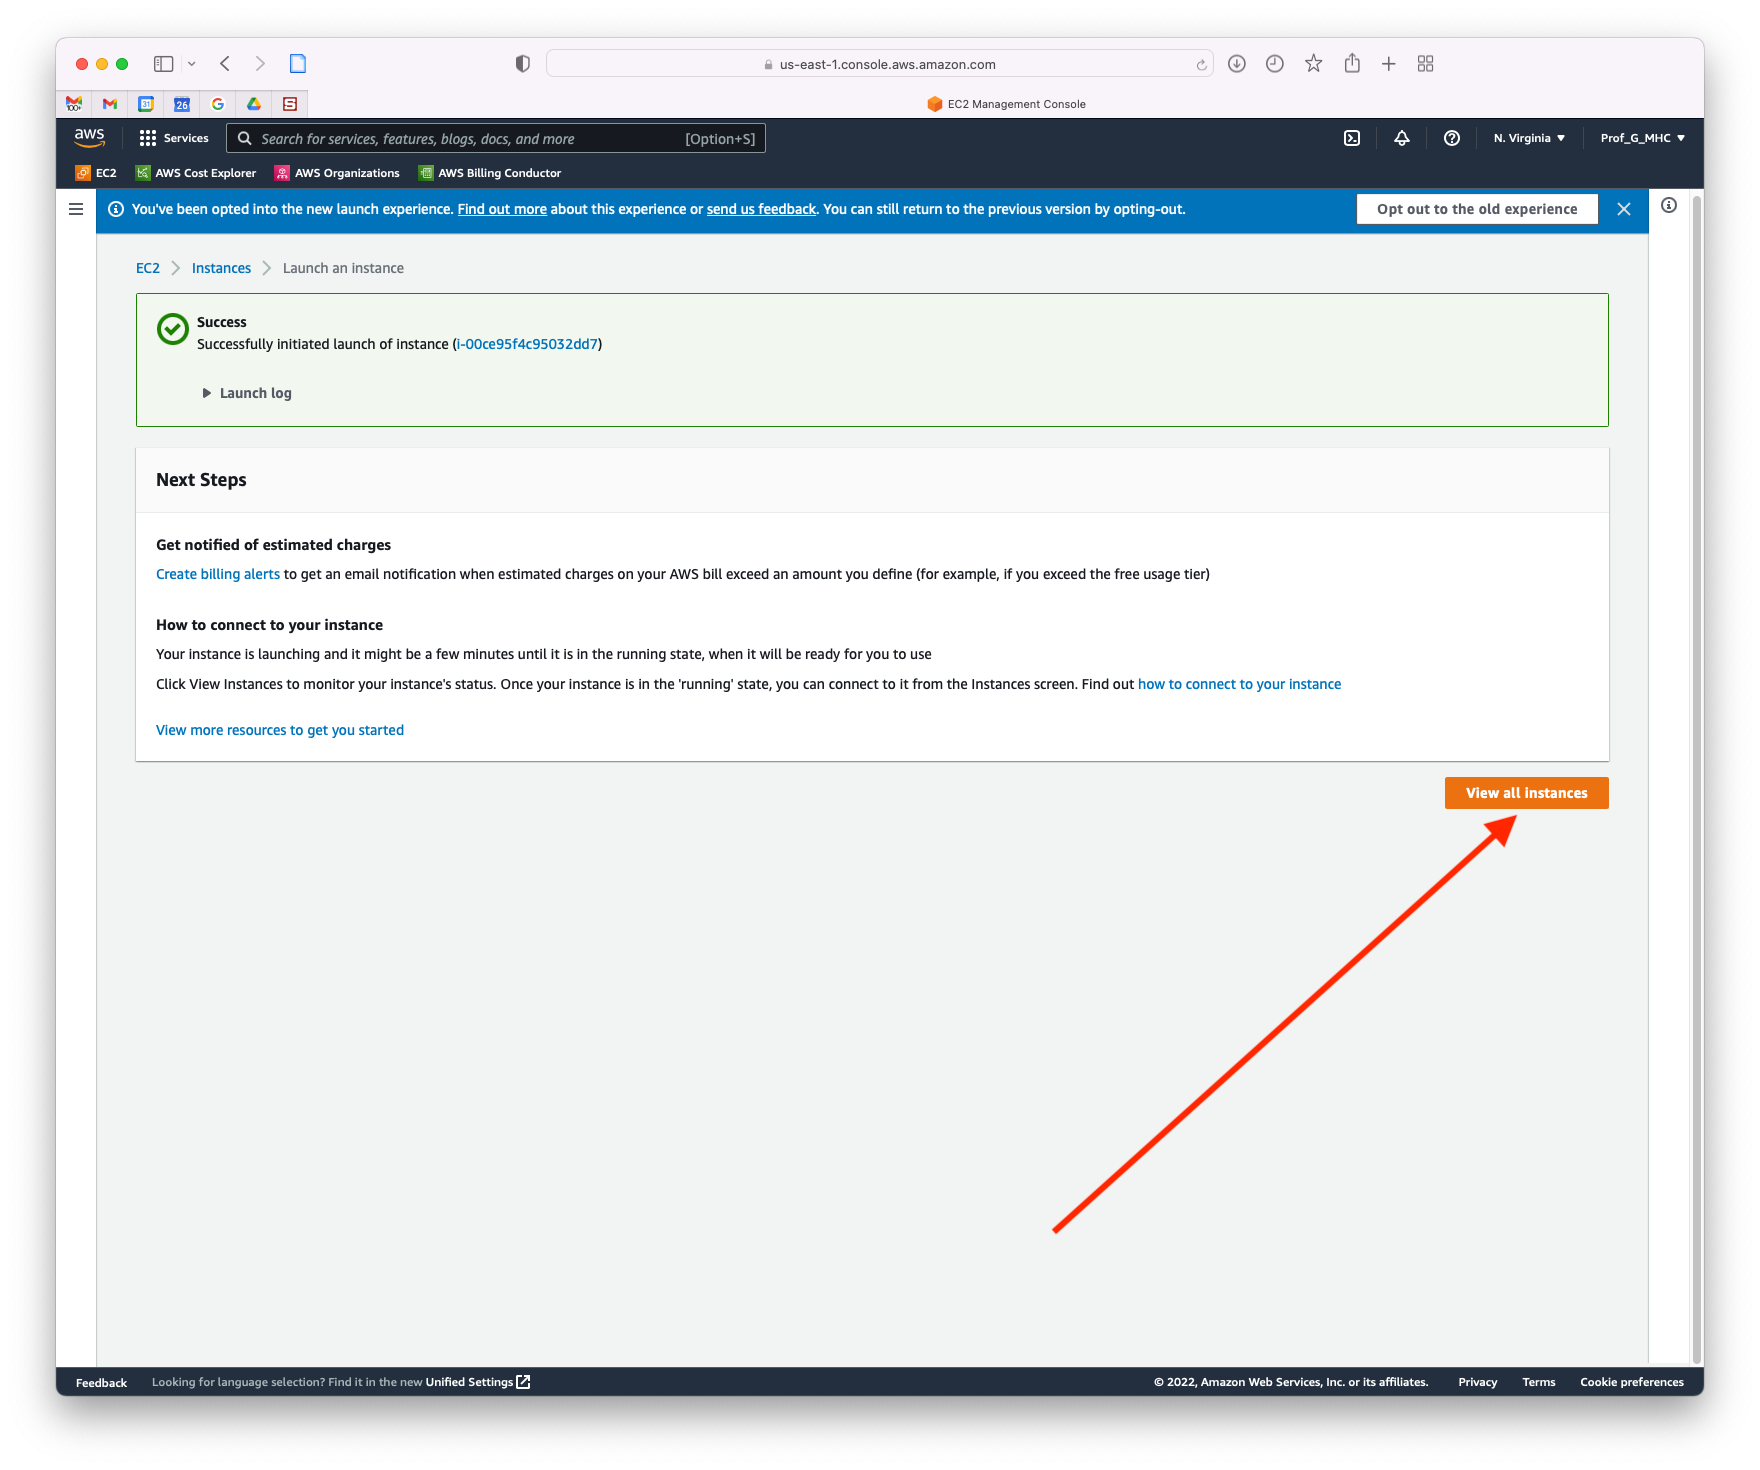 us-east-1.console.aws.amazon.com
100+
31
26
G
EC2 Management Console
aws
Services
Search for services, features, blogs, docs, and more
[Option+S]
N. Virginia
Prof_G_MHC
EC2
AWS Cost Explorer
AWS Organizations
AWS Billing Conductor
You've been opted into the new launch experience. Find out more about this experience or send us feedback. You can still return to the previous version by opting-out.
Opt out to the old experience
EC2
Instances
Launch an instance
Success
Successfully initiated launch of instance (i-00ce95f4c95032dd7)
Launch log
Next Steps
Get notified of estimated charges
Create billing alerts to get an email notification when estimated charges on your AWS bill exceed an amount you define (for example, if you exceed the free usage tier)
How to connect to your instance
Your instance is launching and it might be a few minutes until it is in the running state, when it will be ready for you to use
Click View Instances to monitor your instance's status. Once your instance is in the 'running' state, you can connect to it from the Instances screen. Find out how to connect to your instance
View more resources to get you started
View all instances
Feedback
Looking for language selection? Find it in the new Unified Settings
© 2022, Amazon Web Services, Inc. or its affiliates.
Privacy
Terms
Cookie preferences